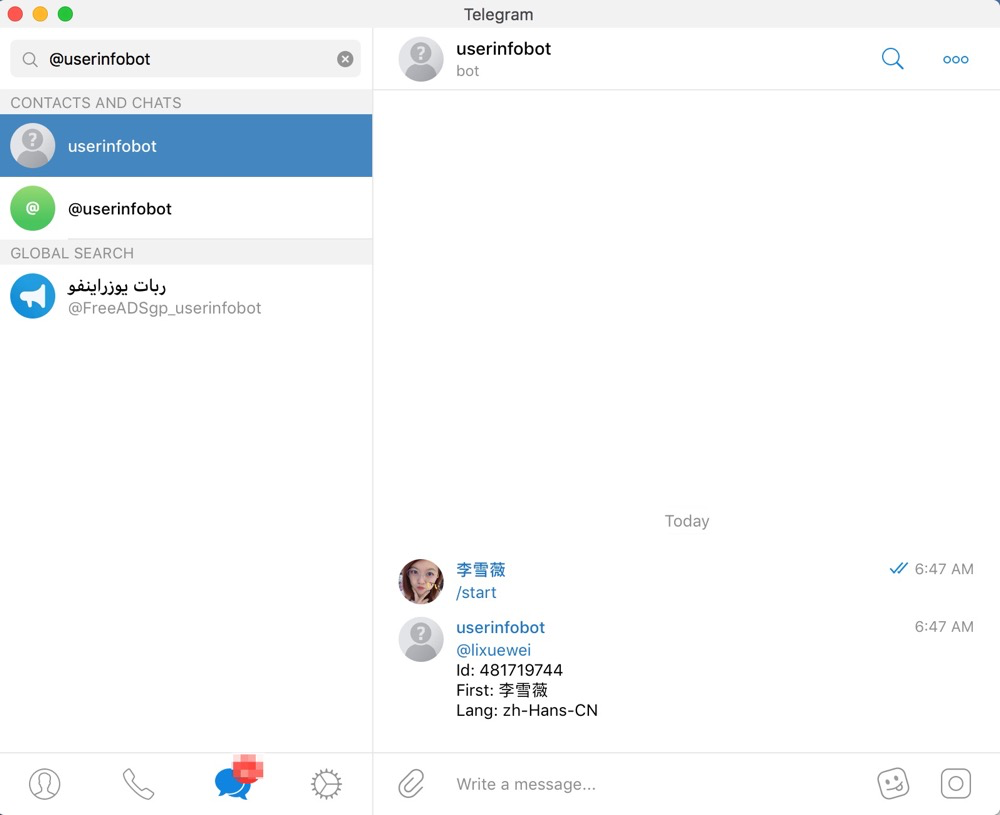 Telegram
@userinfobot
CONTACTS AND CHATS
userinfobot
@
@userinfobot
GLOBAL SEARCH
ربات یوزراینفو
@FreeADSgp_userinfobot
userinfobot
bot
Today
李雪薇
6:47 AM
/start
userinfobot
6:47 AM
@lixuewei
Id: 481719744
First: 李雪薇
Lang: zh-Hans-CN
Write a message...